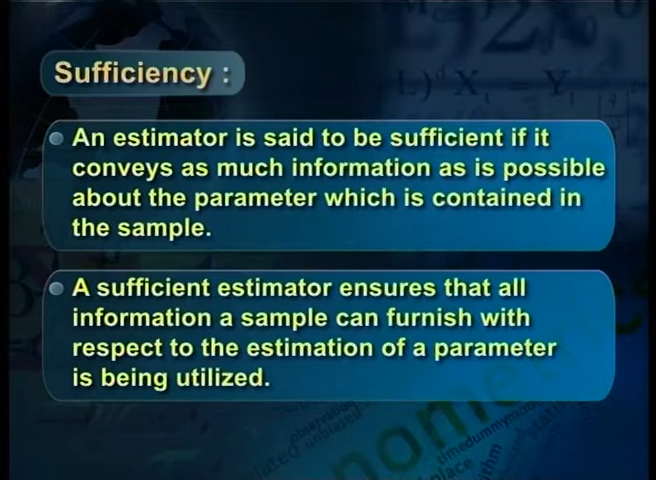 Sufficiency :
An estimator is said to be sufficient if it
conveys as much information as is possible
about the parameter which is contained in
the sample.
A sufficient estimator ensures that all
information a sample can furnish with
respect to the estimation of a parameter
is being utilized.